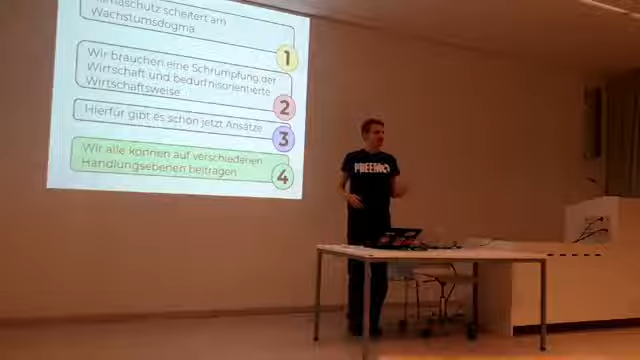 Klimaschutz scheitert am
Wachstumsdogma
1
Wir brauchen eine Schrumpfung der
Wirtschaft und bedürfnisorientierte
Wirtschaftsweise
2
Hierfür gibt es schon jetzt Ansätze
3
Wir alle können auf verschiedenen
Handlungsebenen beitragen
4